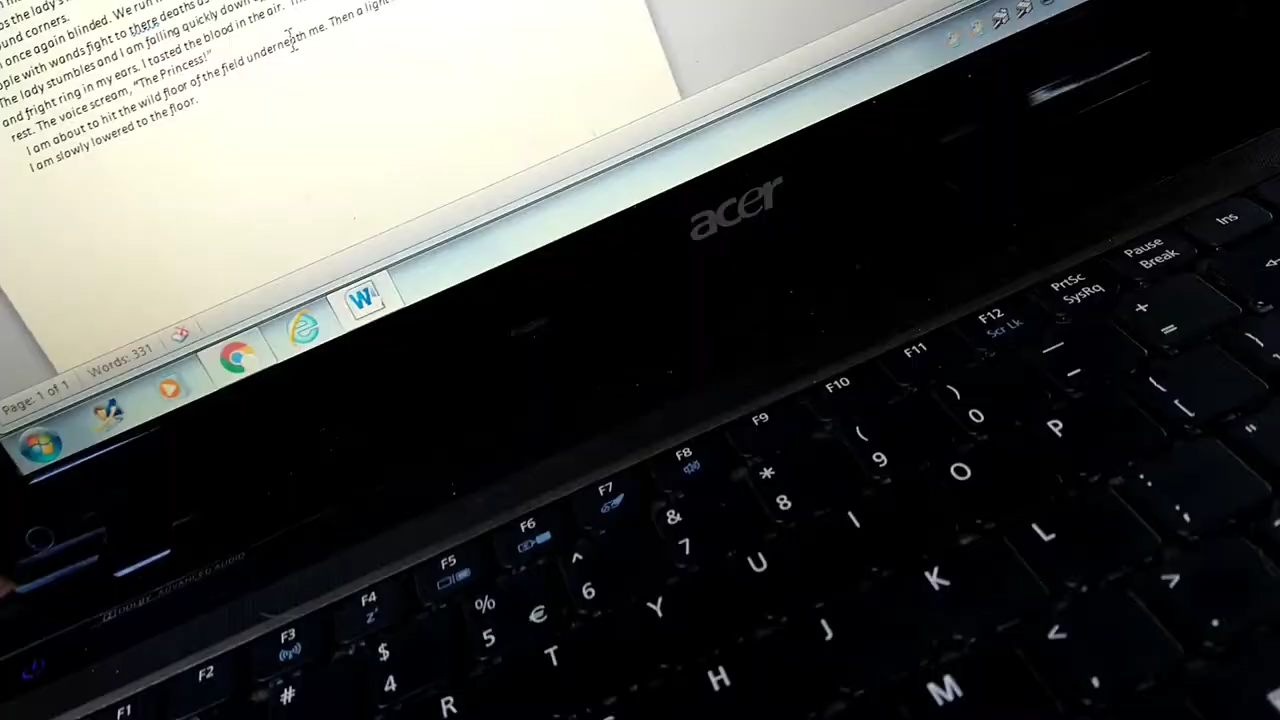 the lady's
und corners.
once again blinded. We run
ple with wands fight to there deaths as
The lady stumbles and I am falling quickly down
and fright ring in my ears. I tasted the blood in the air.
rest. The voice scream, "The Princess!"
I am about to hit the wild floor of the field underneath me. Then a light
I am slowly lowered to the floor.
Page: 1 of 1 Words: 331
W
acer
DOLBY ADVANCED AUDIO
Ins
Pause
Break
PrtSc
SysRq
F12
Scr Lk
F11
F10
F9
F8
F7
F6
F5
F4
F3
F2
F1
+ =
_ -
) 0
( 9
* 8
& 7
^ 6
% 5 €
$ 4
#
{ [
P
O
I
U
Y
T
R
: ;
"
L
K
J
H
> .
< ,
M